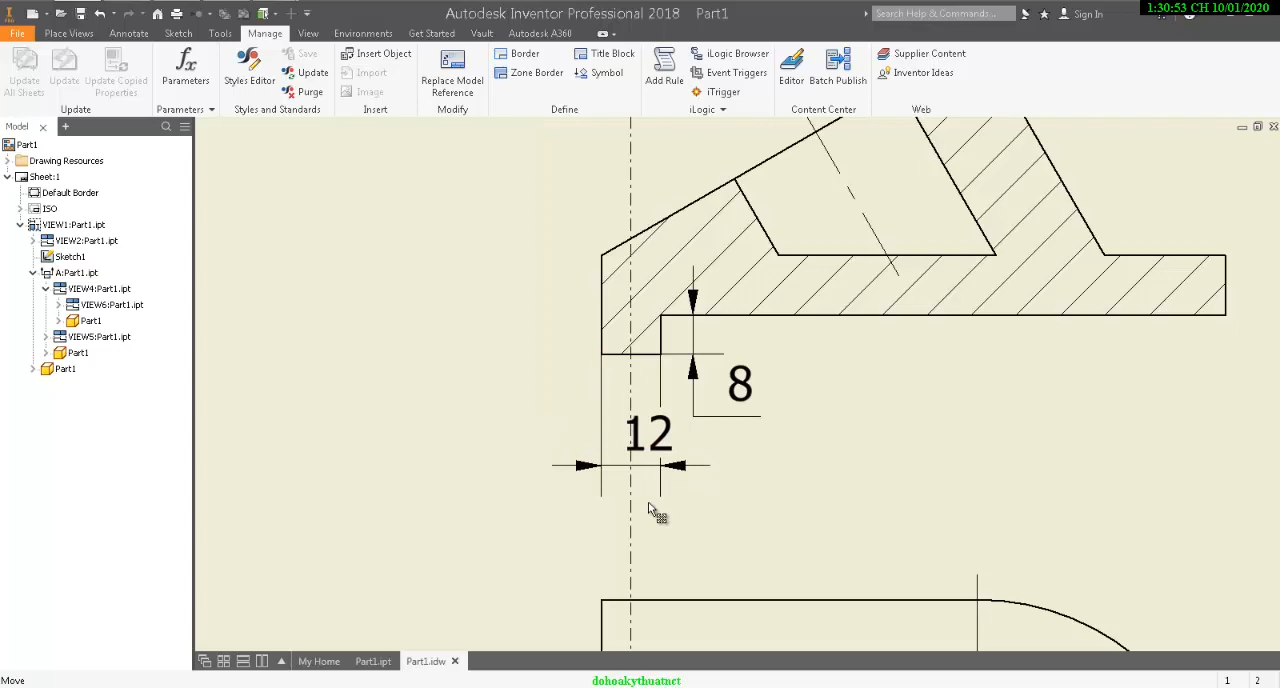 Autodesk Inventor Professional 2018 Part1
Search Help & Commands...
Sign In
1:30:53 CH 10/01/2020
File Place Views Annotate Sketch Tools Manage View Environments Get Started Vault Autodesk A360
Update All Sheets
Update
Update Copied Properties
Update
Parameters
Parameters
Styles Editor
Save
Update
Purge
Styles and Standards
Insert Object
Import
Image
Insert
Replace Model Reference
Modify
Border
Zone Border
Title Block
Symbol
Define
Add Rule
iLogic Browser
Event Triggers
iTrigger
iLogic
Editor
Batch Publish
Content Center
Supplier Content
Inventor Ideas
Web
Model
Part1
Drawing Resources
Sheet:1
Default Border
ISO
VIEW1:Part1.ipt
VIEW2:Part1.ipt
Sketch1
A:Part1.ipt
VIEW4:Part1.ipt
VIEW6:Part1.ipt
Part1
VIEW5:Part1.ipt
Part1
Part1
8
12
My Home Part1.ipt Part1.idw
Move
dohoakythuatnet
1 2